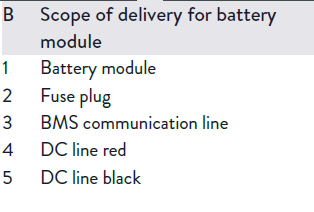 B Scope of delivery for battery
module
1 Battery module
2 Fuse plug
3 BMS communication line
4 DC line red
5 DC line black